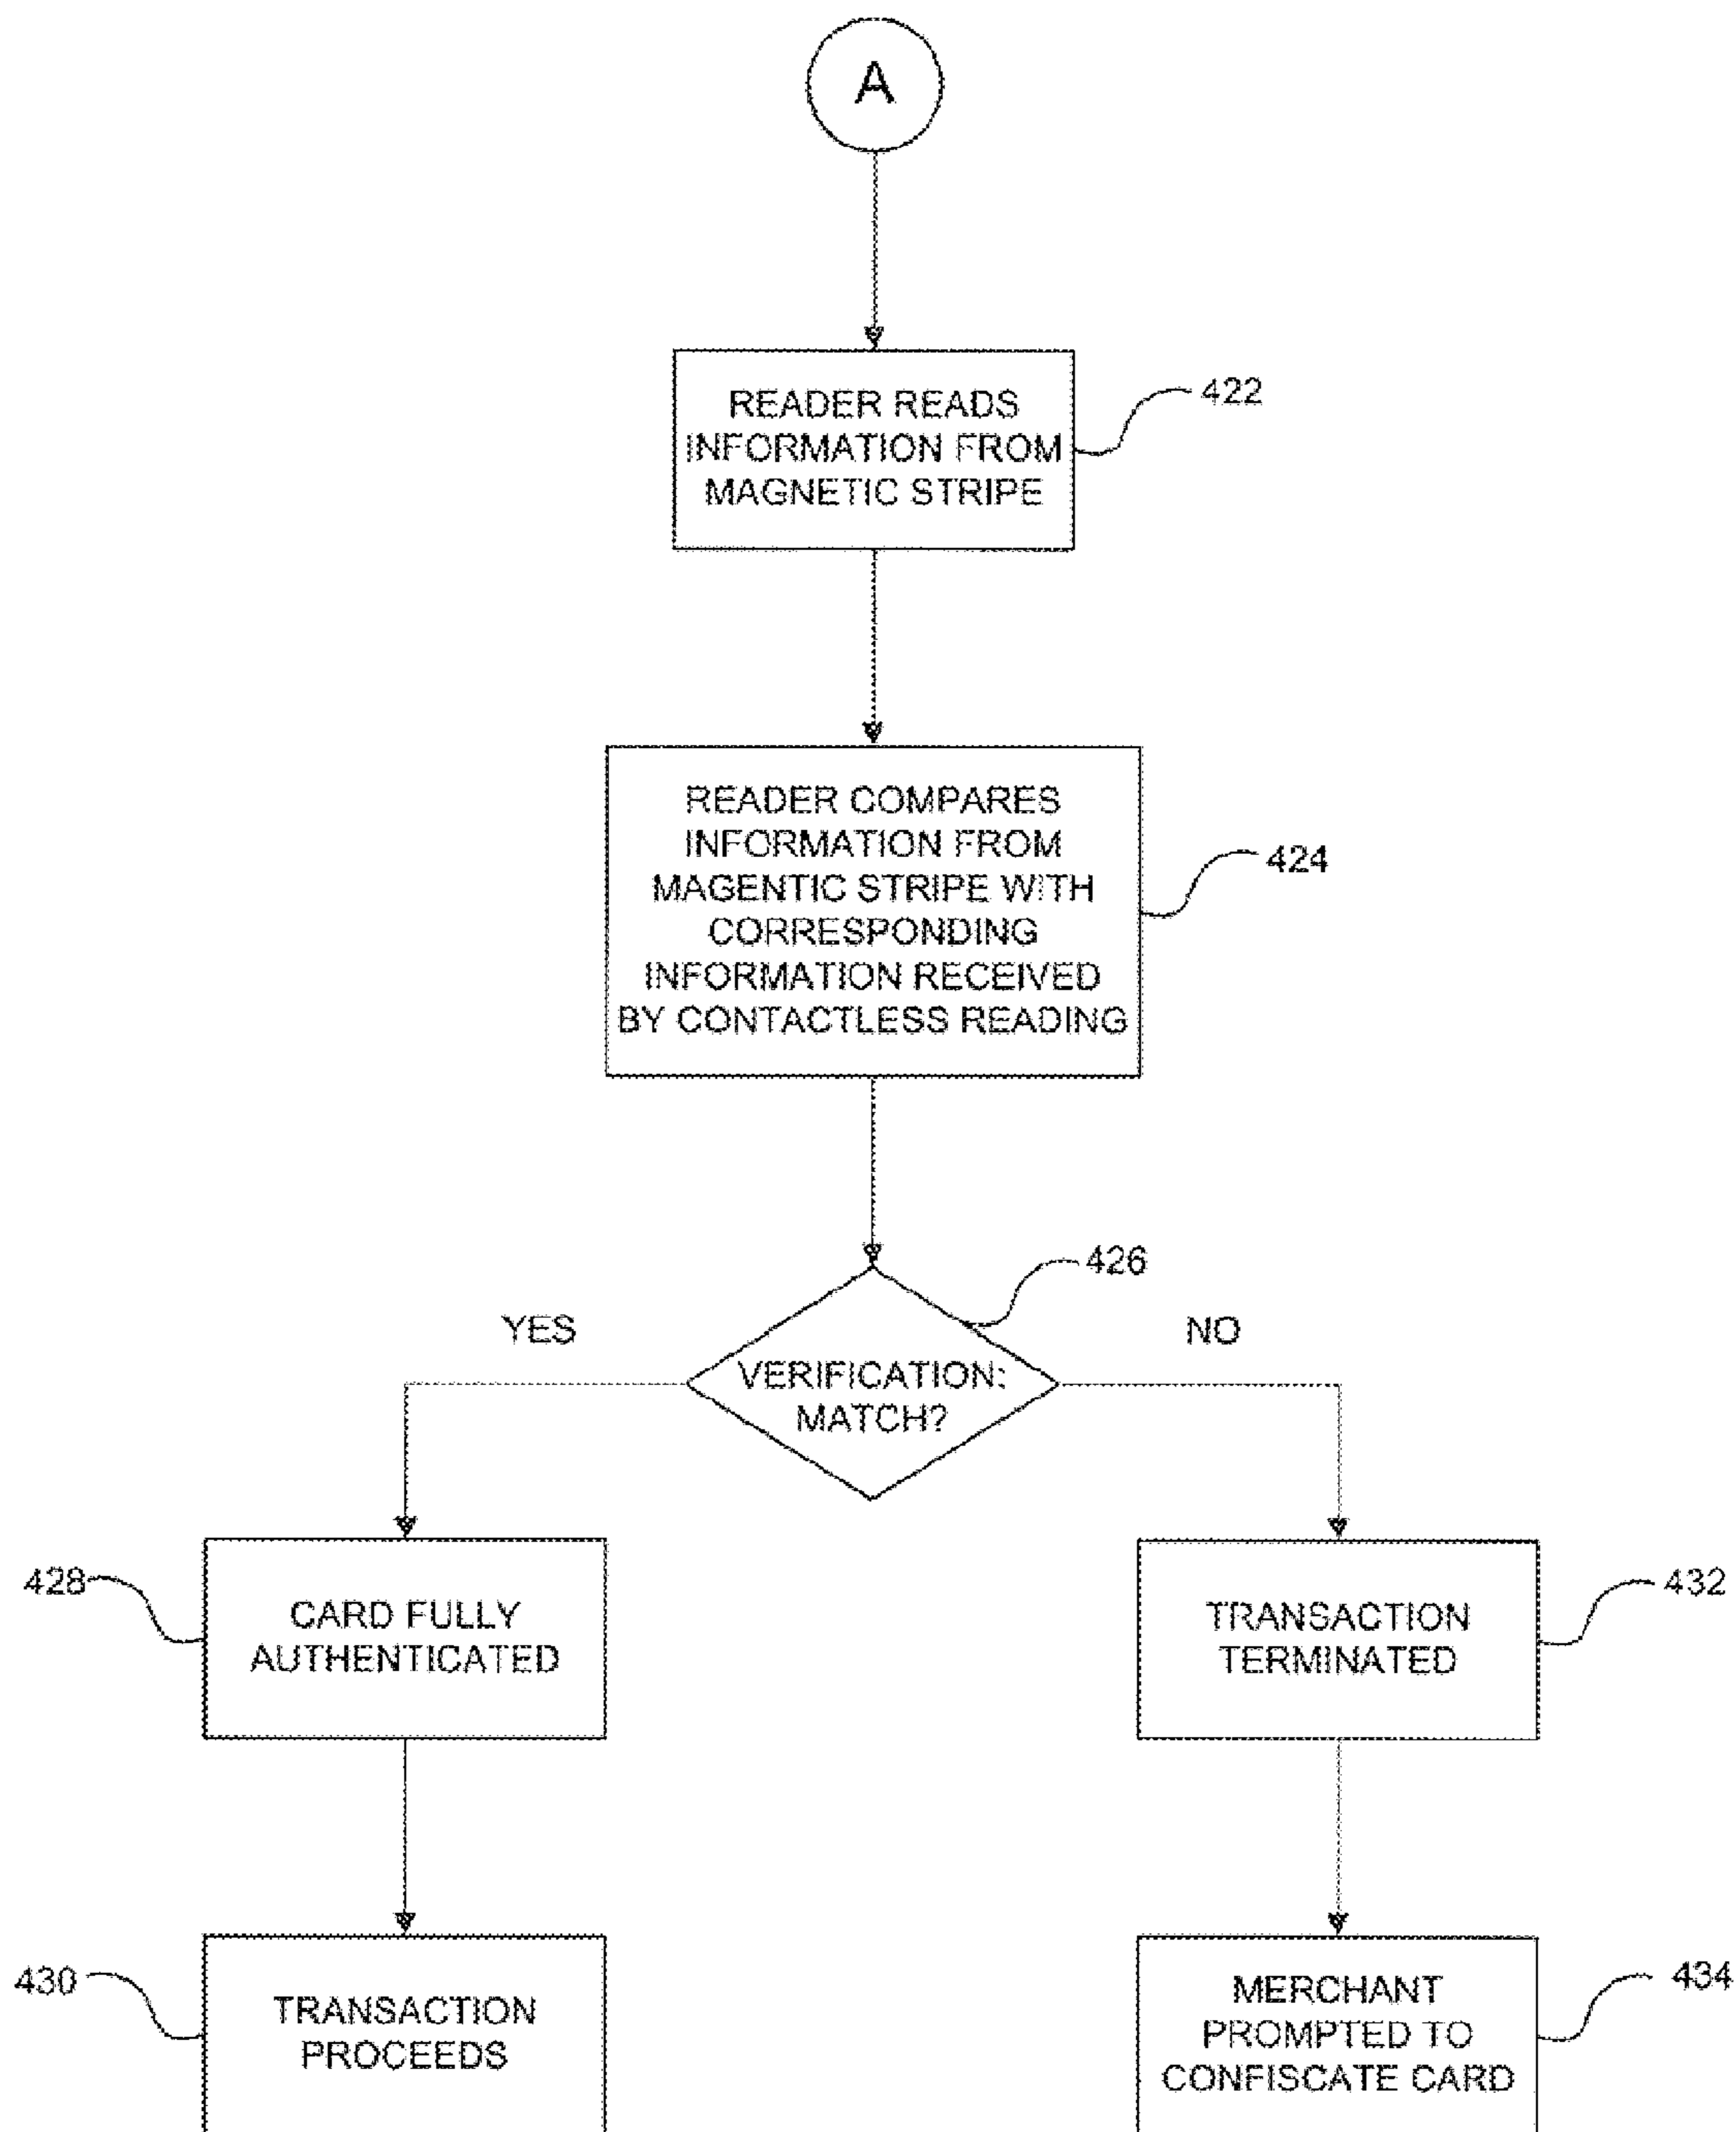 A
READER READS
INFORMATION FROM
MAGNETIC STRIPE
422
READER COMPARES
INFORMATION FROM
MAGENTIC STRIPE WITH
CORRESPONDING
INFORMATION RECEIVED
BY CONTACTLESS READING
424
426
YES
NO
VERIFICATION:
MATCH?
428
CARD FULLY
AUTHENTICATED
TRANSACTION
TERMINATED
432
430
TRANSACTION
PROCEEDS
MERCHANT
PROMPTED TO
CONFISCATE CARD
434